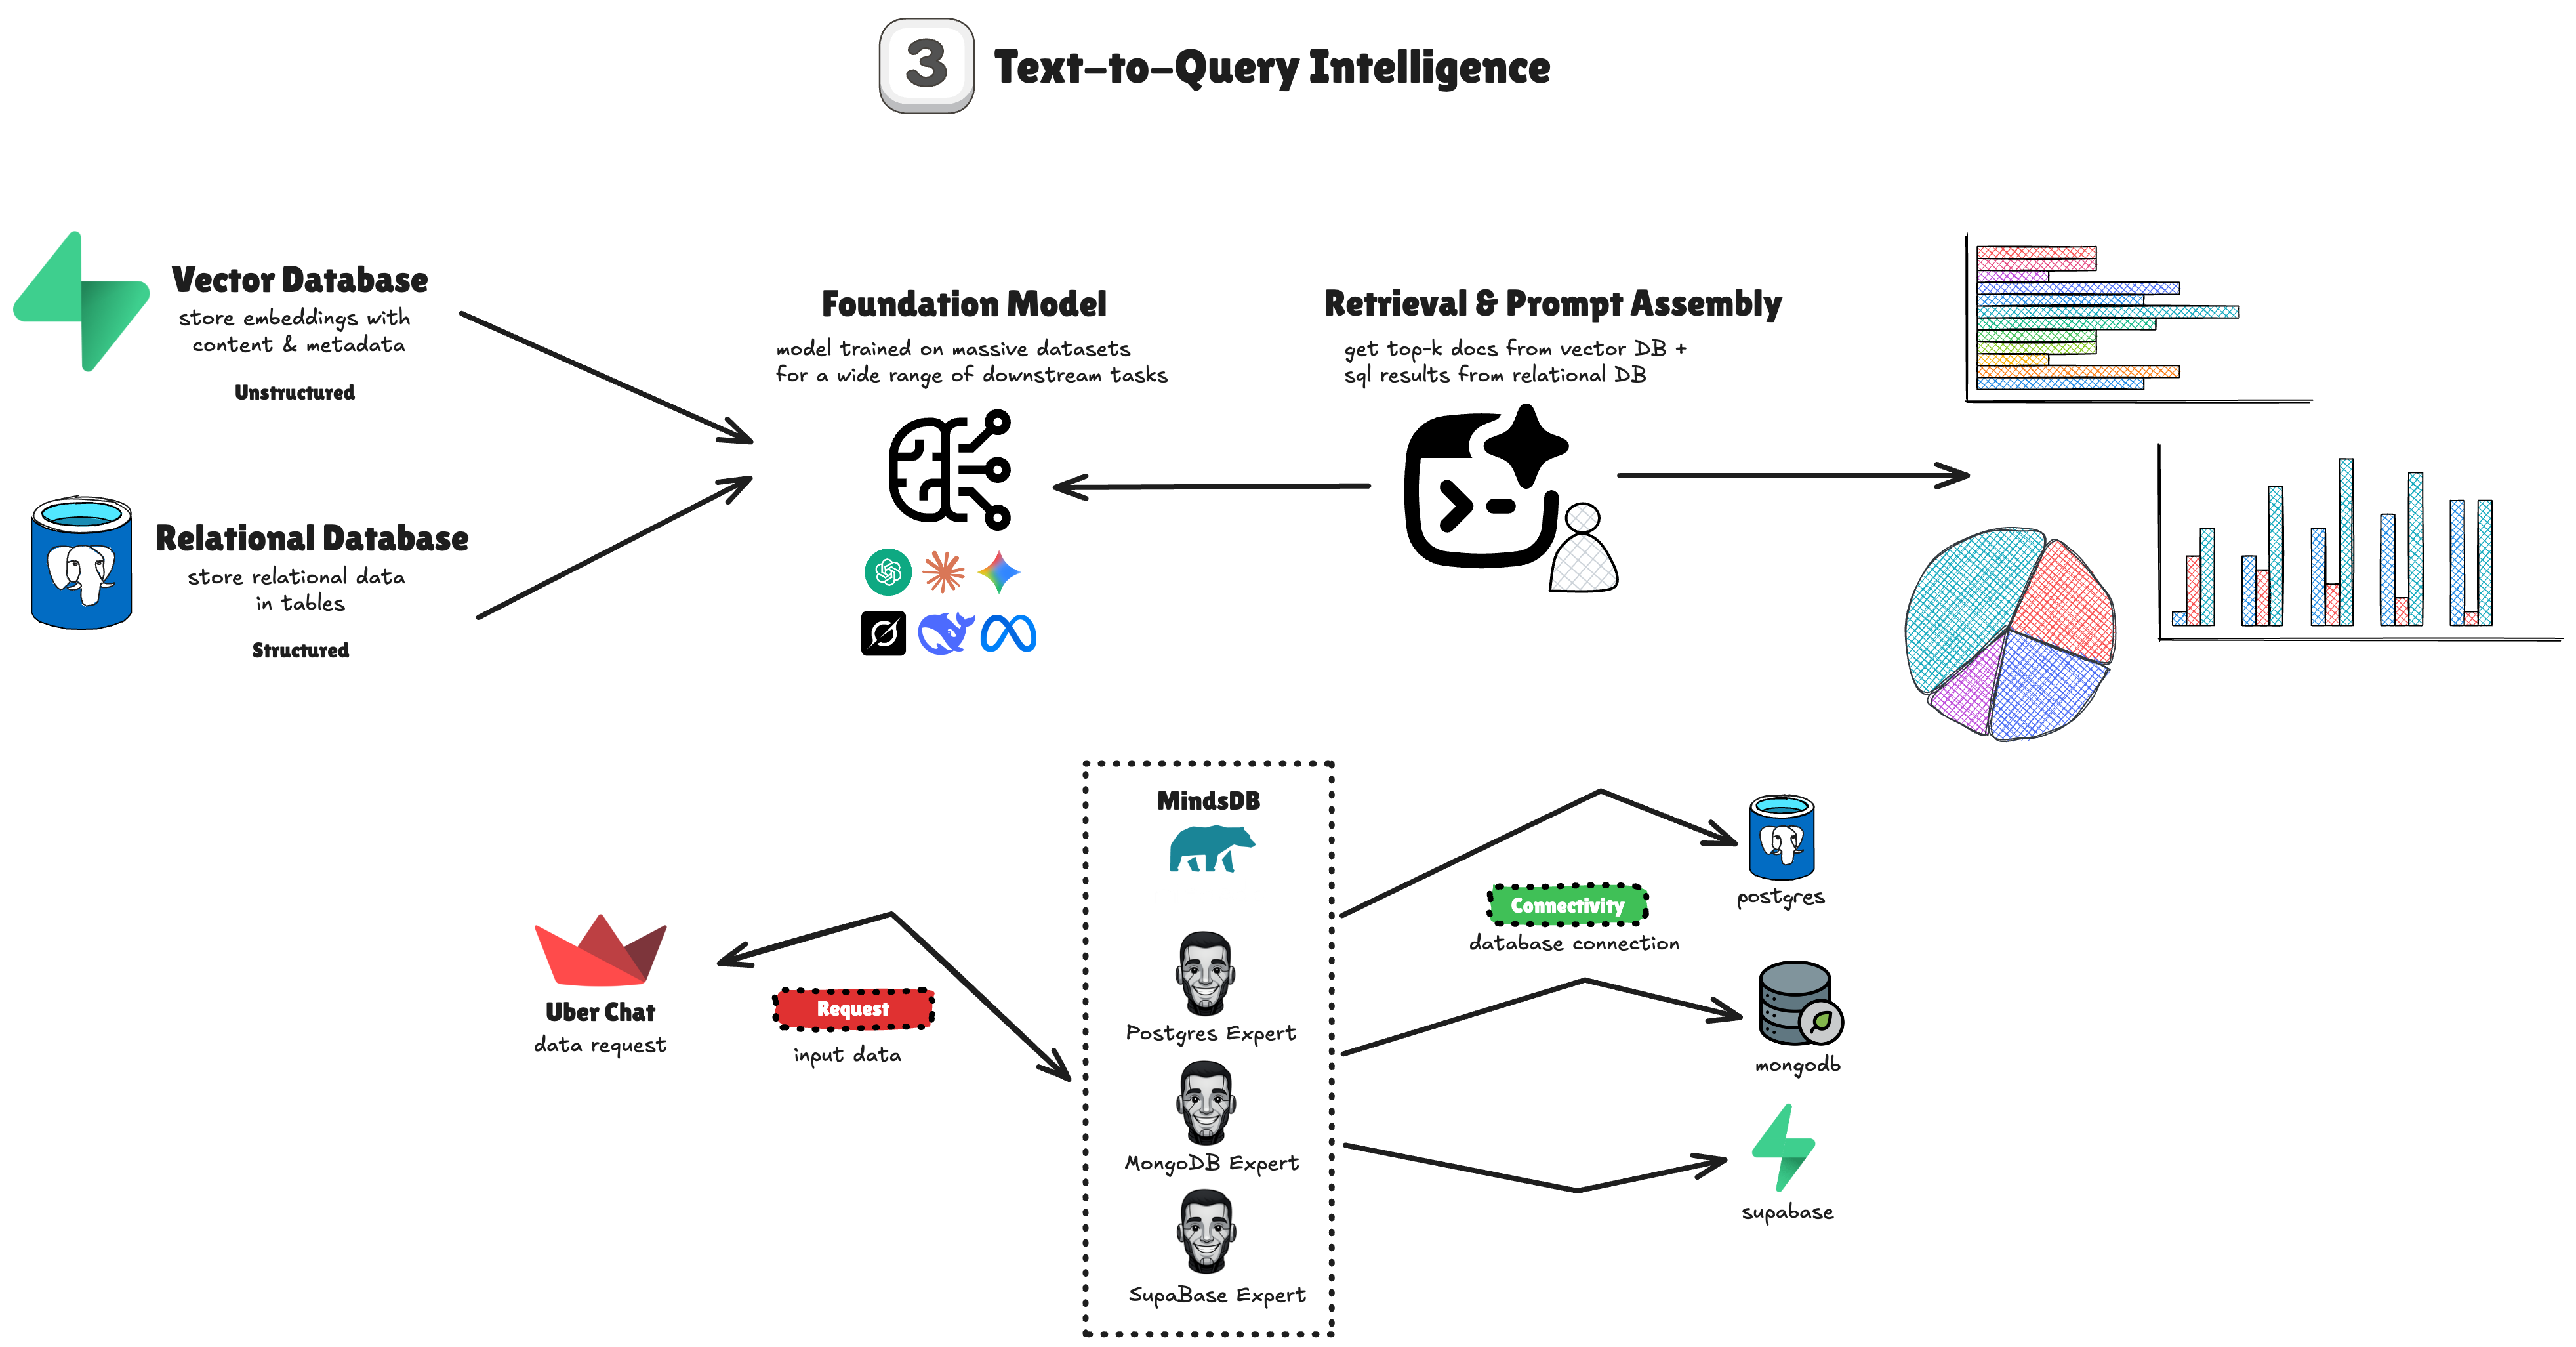 3
Text-to-Query Intelligence
Vector Database
store embeddings with
content & metadata
Unstructured
Relational Database
store relational data
in tables
Structured
Foundation Model
model trained on massive datasets
for a wide range of downstream tasks
Retrieval & Prompt Assembly
get top-k docs from vector DB +
sql results from relational DB
Uber Chat
data request
Request
input data
MindsDB
Postgres Expert
MongoDB Expert
SupaBase Expert
Connectivity
database connection
postgres
mongodb
supabase